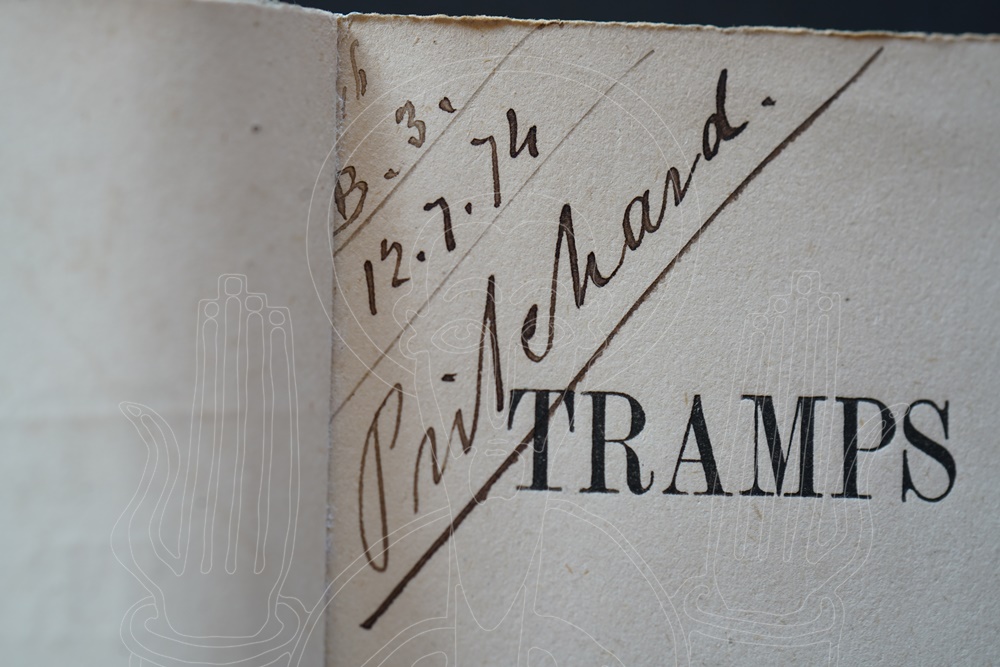 B. 3.
12.7.74
Pritchard.
TRAMPS